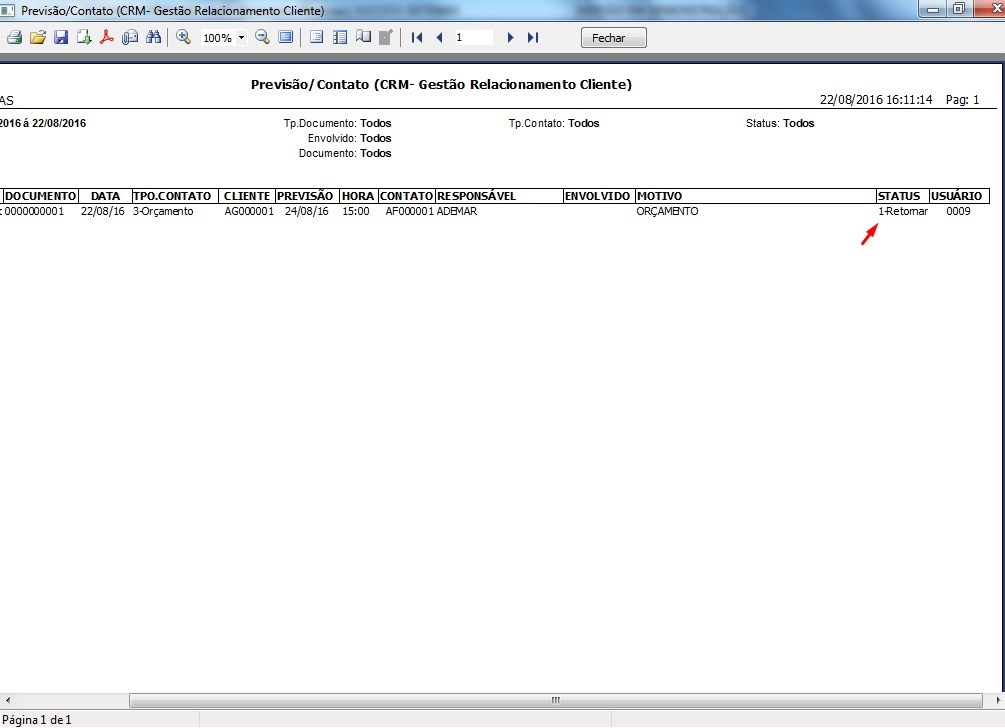 Previsão/Contato (CRM- Gestão Relacionamento Cliente)
100% 1 Fechar
Previsão/Contato (CRM- Gestão Relacionamento Cliente)
AS 22/08/2016 16:11:14 Pag: 1
2016 á 22/08/2016 Tp.Documento: Todos Tp.Contato: Todos Status: Todos
Envolvido: Todos
Documento: Todos
DOCUMENTO DATA TPO.CONTATO CLIENTE PREVISÃO HORA CONTATO RESPONSÁVEL ENVOLVIDO MOTIVO STATUS USUÁRIO
:0000000001 22/08/16 3-Orçamento AG000001 24/08/16 15:00 AF000001 ADEMAR ORÇAMENTO 1-Retornar 0009
Página 1 de 1